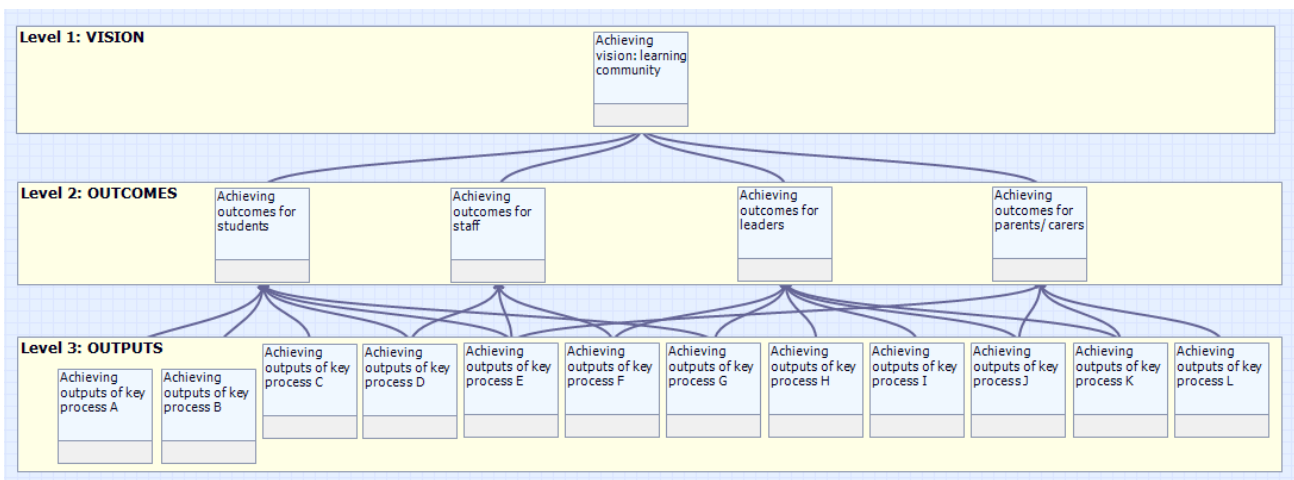 Level 1: VISION
Achieving
vision: learning
community
Level 2: OUTCOMES
Achieving
outcomes for
students
Achieving
outcomes for
staff
Achieving
outcomes for
leaders
Achieving
outcomes for
parents/ carers
Level 3: OUTPUTS
Achieving
outputs of key
process A
Achieving
outputs of key
process B
Achieving
outputs of key
process C
Achieving
outputs of key
process D
Achieving
outputs of key
process E
Achieving
outputs of key
process F
Achieving
outputs of key
process G
Achieving
outputs of key
process H
Achieving
outputs of key
process I
Achieving
outputs of key
process J
Achieving
outputs of key
process K
Achieving
outputs of key
process L